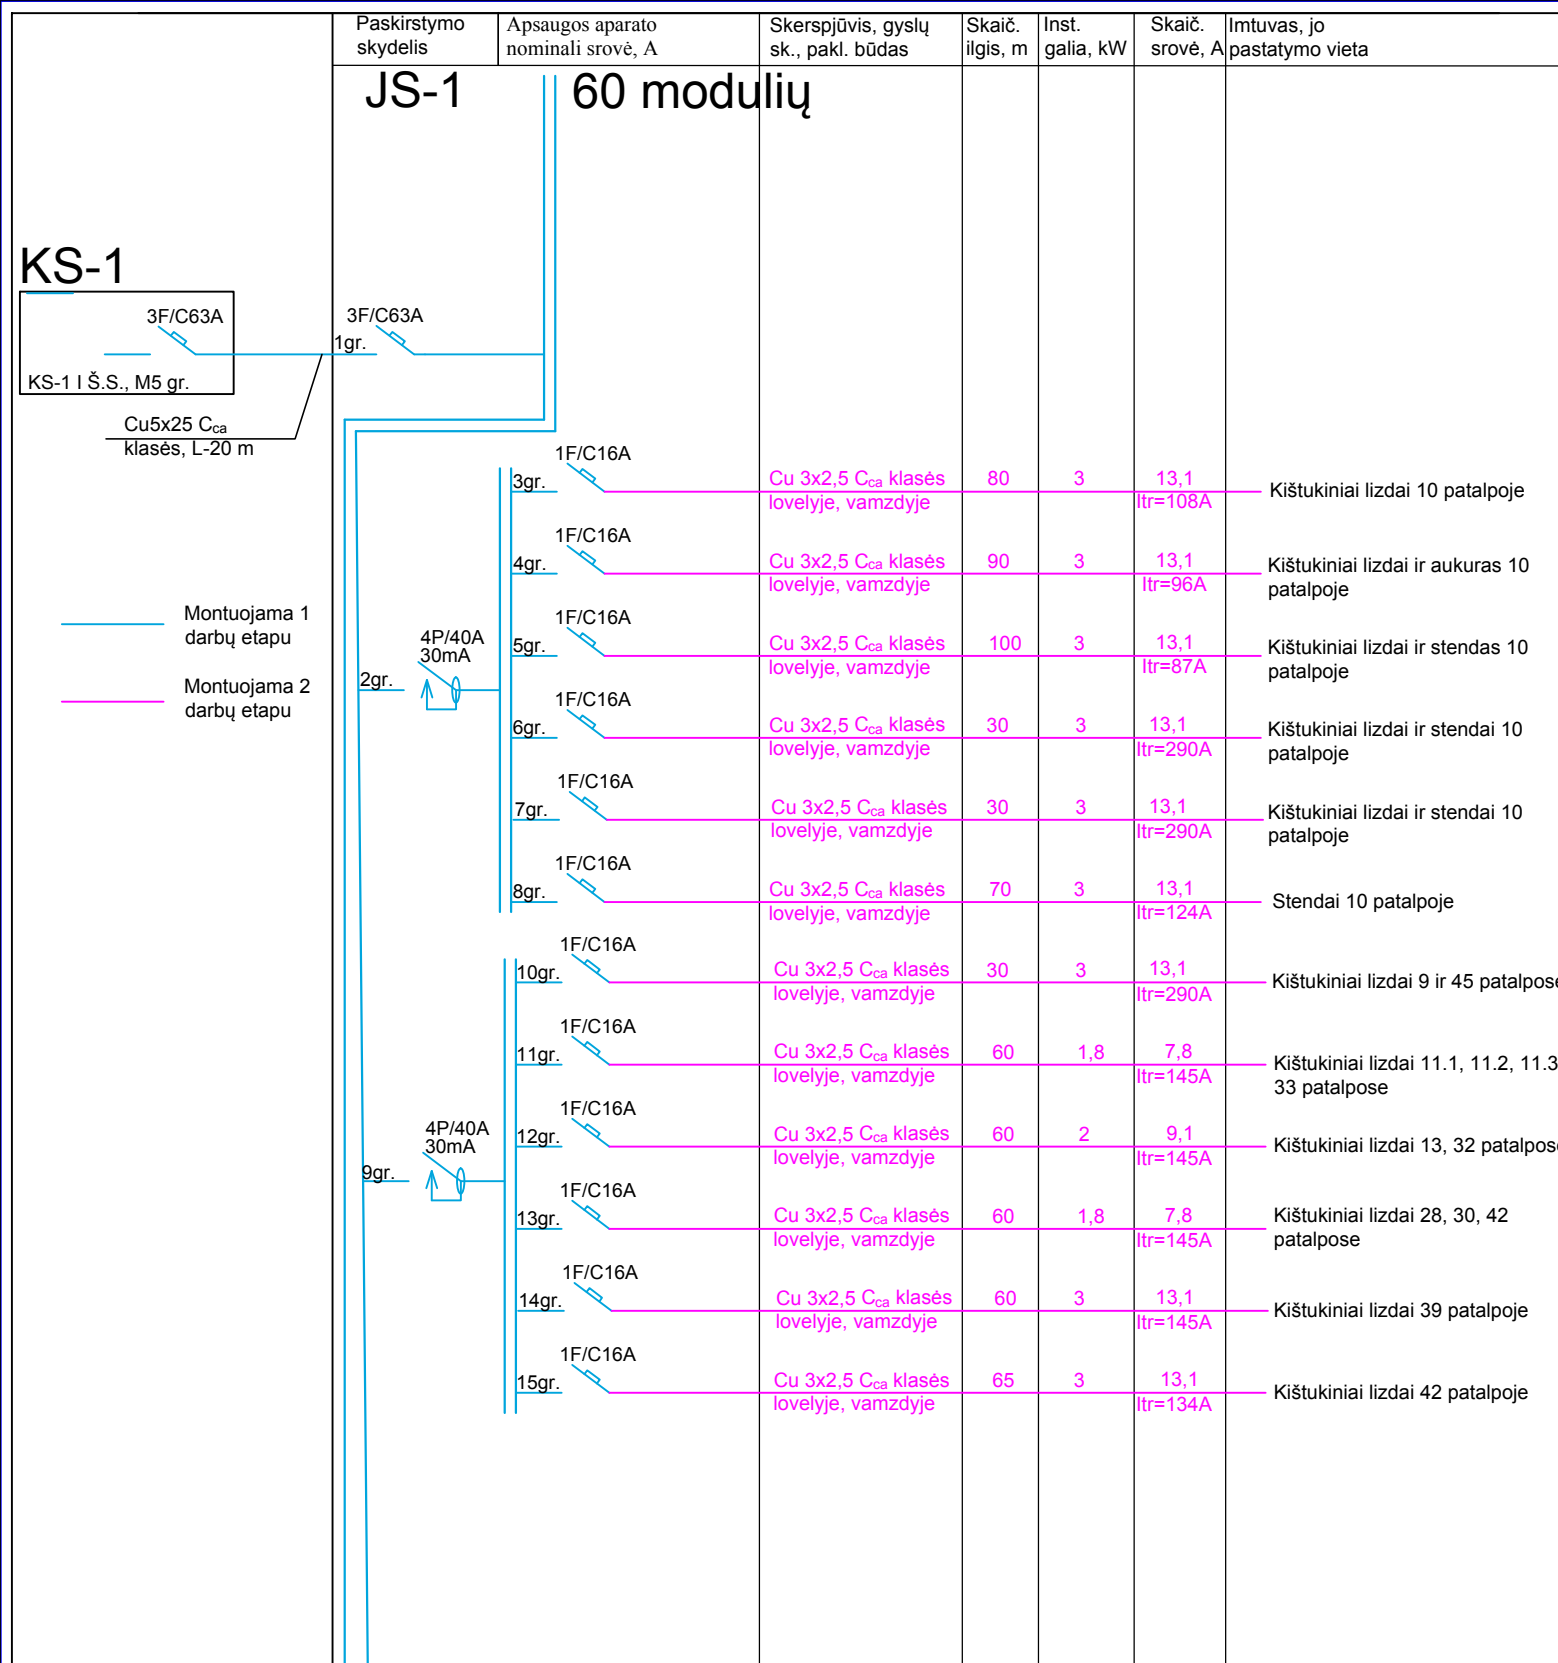 Paskirstymo
skydelis
Apsaugos aparato
nominali srovė, A
Skerspjūvis, gyslų
sk., pakl. būdas
Skaič.
ilgis, m
Inst.
galia, kW
Skaič.
srovė, A
Imtuvas, jo
pastatymo vieta
JS-1
60 modulių
KS-1
3F/C63A
KS-1 I Š.S., M5 gr.
3F/C63A
1gr.
Cu5x25 Cca
klasės, L-20 m
Montuojama 1
darbų etapu
Montuojama 2
darbų etapu
2gr.
4P/40A
30mA
3gr.
1F/C16A
Cu 3x2,5 Cca klasės
lovelyje, vamzdyje
80
3
13,1
Itr=108A
Kištukiniai lizdai 10 patalpoje
4gr.
1F/C16A
Cu 3x2,5 Cca klasės
lovelyje, vamzdyje
90
3
13,1
Itr=96A
Kištukiniai lizdai ir aukuras 10
patalpoje
5gr.
1F/C16A
Cu 3x2,5 Cca klasės
lovelyje, vamzdyje
100
3
13,1
Itr=87A
Kištukiniai lizdai ir stendas 10
patalpoje
6gr.
1F/C16A
Cu 3x2,5 Cca klasės
lovelyje, vamzdyje
30
3
13,1
Itr=290A
Kištukiniai lizdai ir stendai 10
patalpoje
7gr.
1F/C16A
Cu 3x2,5 Cca klasės
lovelyje, vamzdyje
30
3
13,1
Itr=290A
Kištukiniai lizdai ir stendai 10
patalpoje
8gr.
1F/C16A
Cu 3x2,5 Cca klasės
lovelyje, vamzdyje
70
3
13,1
Itr=124A
Stendai 10 patalpoje
9gr.
4P/40A
30mA
10gr.
1F/C16A
Cu 3x2,5 Cca klasės
lovelyje, vamzdyje
30
3
13,1
Itr=290A
Kištukiniai lizdai 9 ir 45 patalpose
11gr.
1F/C16A
Cu 3x2,5 Cca klasės
lovelyje, vamzdyje
60
1,8
7,8
Itr=145A
Kištukiniai lizdai 11.1, 11.2, 11.3
33 patalpose
12gr.
1F/C16A
Cu 3x2,5 Cca klasės
lovelyje, vamzdyje
60
2
9,1
Itr=145A
Kištukiniai lizdai 13, 32 patalpose
13gr.
1F/C16A
Cu 3x2,5 Cca klasės
lovelyje, vamzdyje
60
1,8
7,8
Itr=145A
Kištukiniai lizdai 28, 30, 42
patalpose
14gr.
1F/C16A
Cu 3x2,5 Cca klasės
lovelyje, vamzdyje
60
3
13,1
Itr=145A
Kištukiniai lizdai 39 patalpoje
15gr.
1F/C16A
Cu 3x2,5 Cca klasės
lovelyje, vamzdyje
65
3
13,1
Itr=134A
Kištukiniai lizdai 42 patalpoje